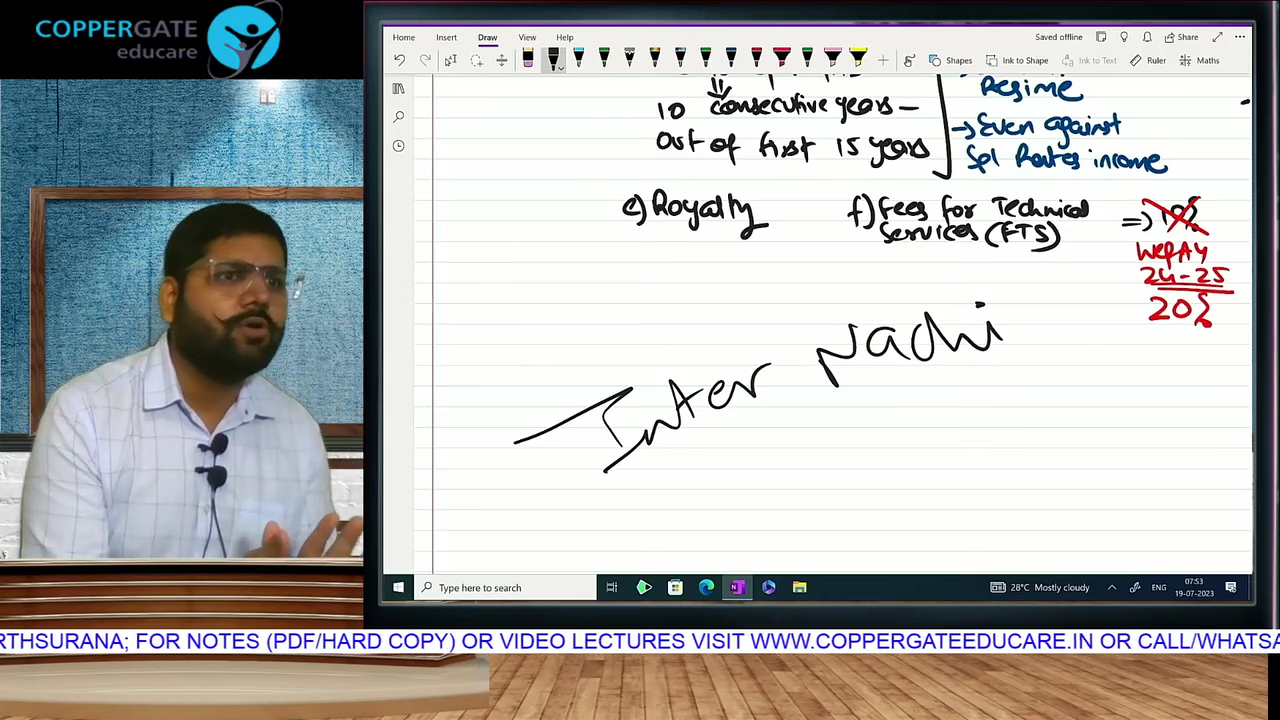 COPPERGATE
educare
Home Insert Draw View Help
Saved offline
Share
Shapes
Ink to Shape
Ink to Text
Ruler
Maths
10 consecutive years –
Out of first 15 years
Regime
→ Even against
Spl Rates income
e) Royalty
f) Fees for Technical
Services (FTS)
=> 10%
wef AY
24-25
20%
Inter Nadhi
Type here to search
28°C Mostly cloudy
ENG
07:53
19-07-2023
RTHSURANA; FOR NOTES (PDF/HARD COPY) OR VIDEO LECTURES VISIT WWW.COPPERGATEEDUCARE.IN OR CALL/WHATSA